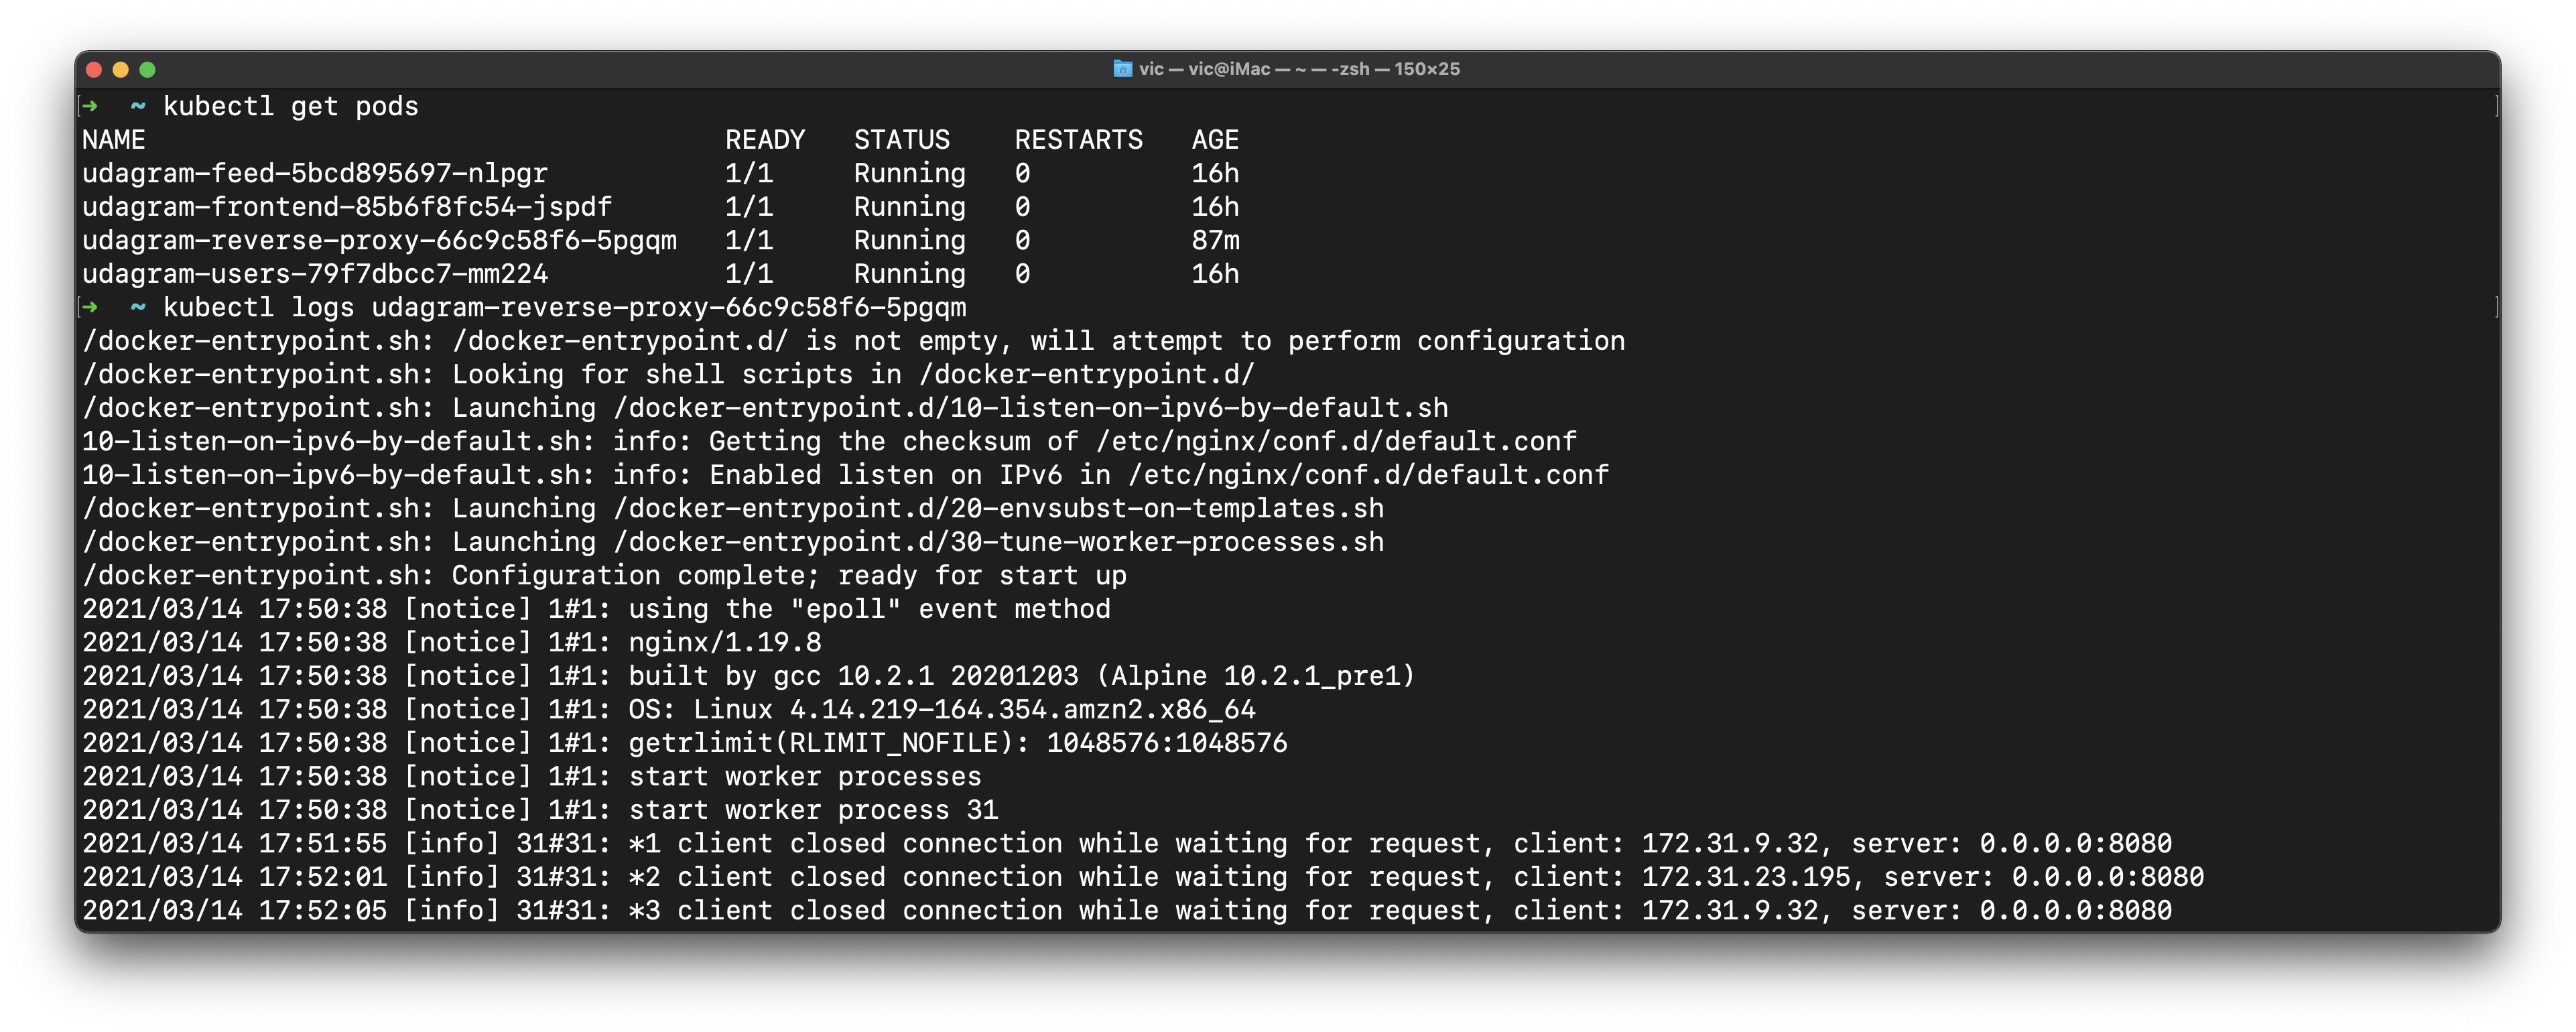 vic — vic@iMac — ~ — -zsh — 150×25
[➜  ~ kubectl get pods ]
NAME                                    READY   STATUS    RESTARTS   AGE
udagram-feed-5bcd895697-nlpgr           1/1     Running   0          16h
udagram-frontend-85b6f8fc54-jspdf       1/1     Running   0          16h
udagram-reverse-proxy-66c9c58f6-5pgqm   1/1     Running   0          87m
udagram-users-79f7dbcc7-mm224           1/1     Running   0          16h
[➜  ~ kubectl logs udagram-reverse-proxy-66c9c58f6-5pgqm ]
/docker-entrypoint.sh: /docker-entrypoint.d/ is not empty, will attempt to perform configuration
/docker-entrypoint.sh: Looking for shell scripts in /docker-entrypoint.d/
/docker-entrypoint.sh: Launching /docker-entrypoint.d/10-listen-on-ipv6-by-default.sh
10-listen-on-ipv6-by-default.sh: info: Getting the checksum of /etc/nginx/conf.d/default.conf
10-listen-on-ipv6-by-default.sh: info: Enabled listen on IPv6 in /etc/nginx/conf.d/default.conf
/docker-entrypoint.sh: Launching /docker-entrypoint.d/20-envsubst-on-templates.sh
/docker-entrypoint.sh: Launching /docker-entrypoint.d/30-tune-worker-processes.sh
/docker-entrypoint.sh: Configuration complete; ready for start up
2021/03/14 17:50:38 [notice] 1#1: using the "epoll" event method
2021/03/14 17:50:38 [notice] 1#1: nginx/1.19.8
2021/03/14 17:50:38 [notice] 1#1: built by gcc 10.2.1 20201203 (Alpine 10.2.1_pre1)
2021/03/14 17:50:38 [notice] 1#1: OS: Linux 4.14.219-164.354.amzn2.x86_64
2021/03/14 17:50:38 [notice] 1#1: getrlimit(RLIMIT_NOFILE): 1048576:1048576
2021/03/14 17:50:38 [notice] 1#1: start worker processes
2021/03/14 17:50:38 [notice] 1#1: start worker process 31
2021/03/14 17:51:55 [info] 31#31: *1 client closed connection while waiting for request, client: 172.31.9.32, server: 0.0.0.0:8080
2021/03/14 17:52:01 [info] 31#31: *2 client closed connection while waiting for request, client: 172.31.23.195, server: 0.0.0.0:8080
2021/03/14 17:52:05 [info] 31#31: *3 client closed connection while waiting for request, client: 172.31.9.32, server: 0.0.0.0:8080